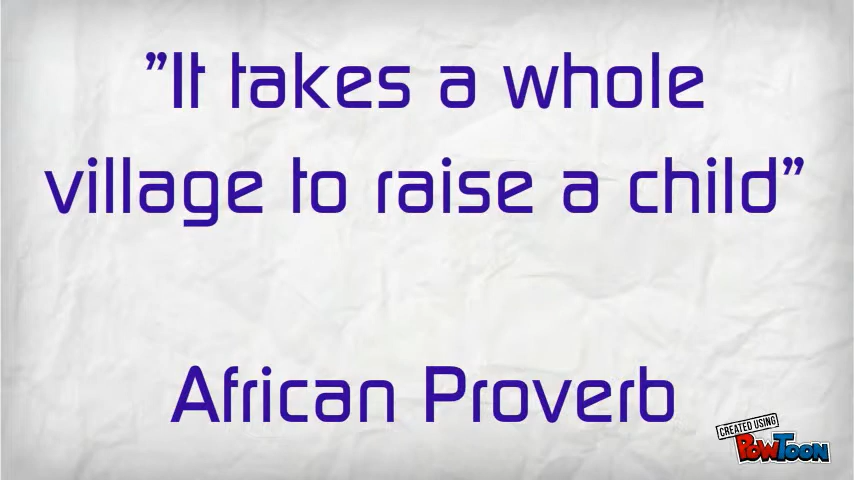 ”It takes a whole
village to raise a child”
African Proverb
CREATED USING
POWTOON